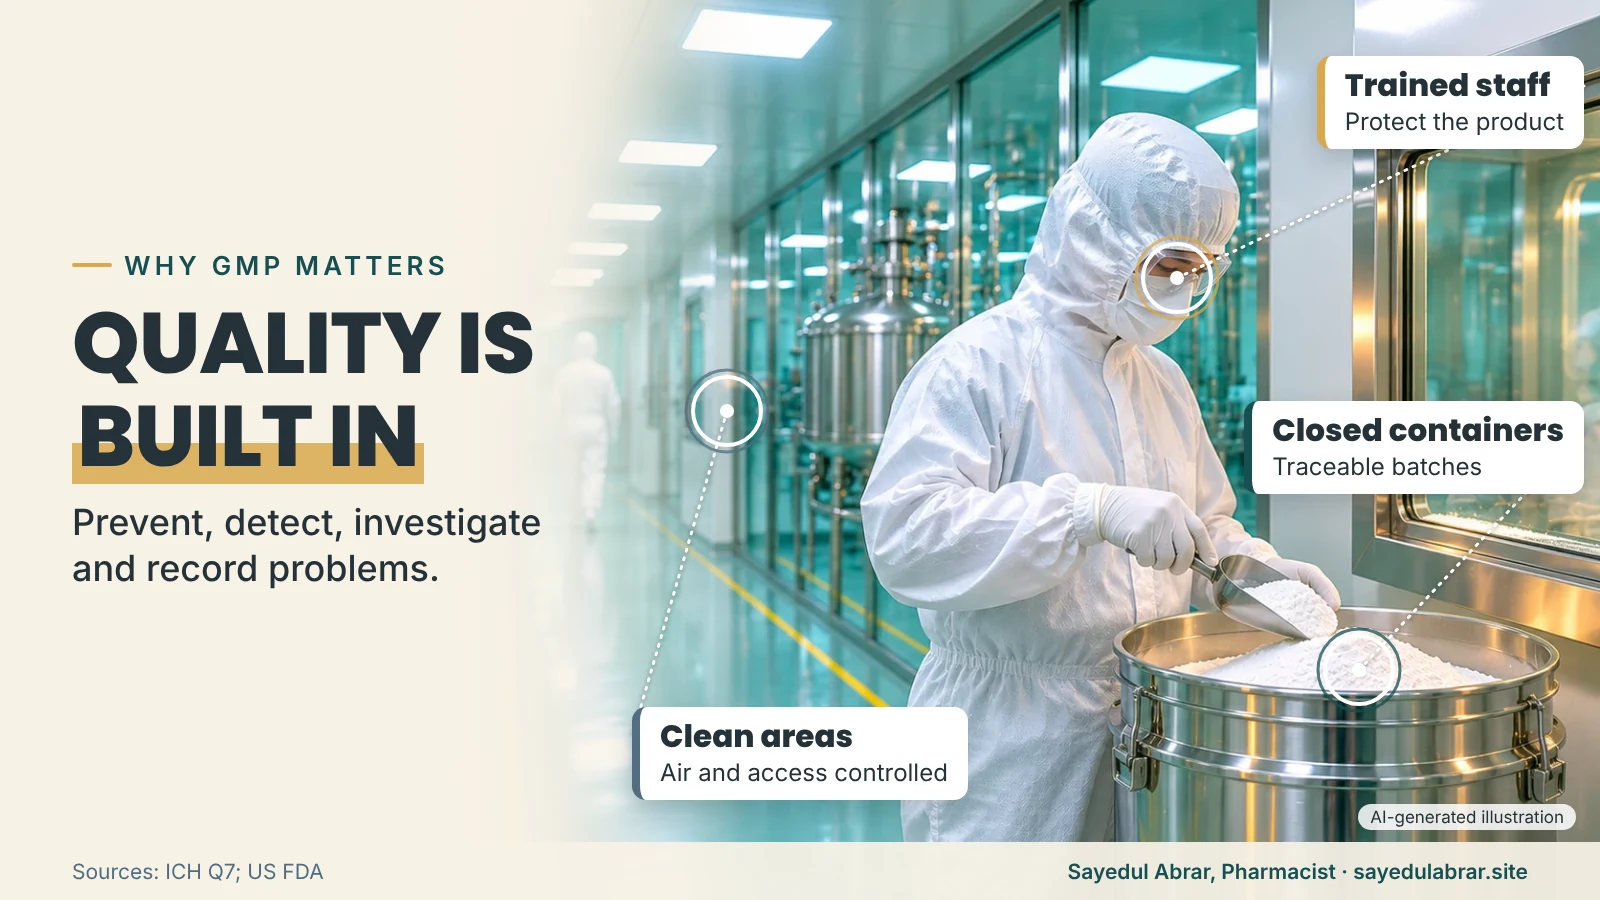 WHY GMP MATTERS
QUALITY IS
BUILT IN
Prevent, detect, investigate
and record problems.
Trained staff
Protect the product
Closed containers
Traceable batches
Clean areas
Air and access controlled
AI-generated illustration
Sources: ICH Q7; US FDA
Sayedul Abrar, Pharmacist · sayedulabrar.site